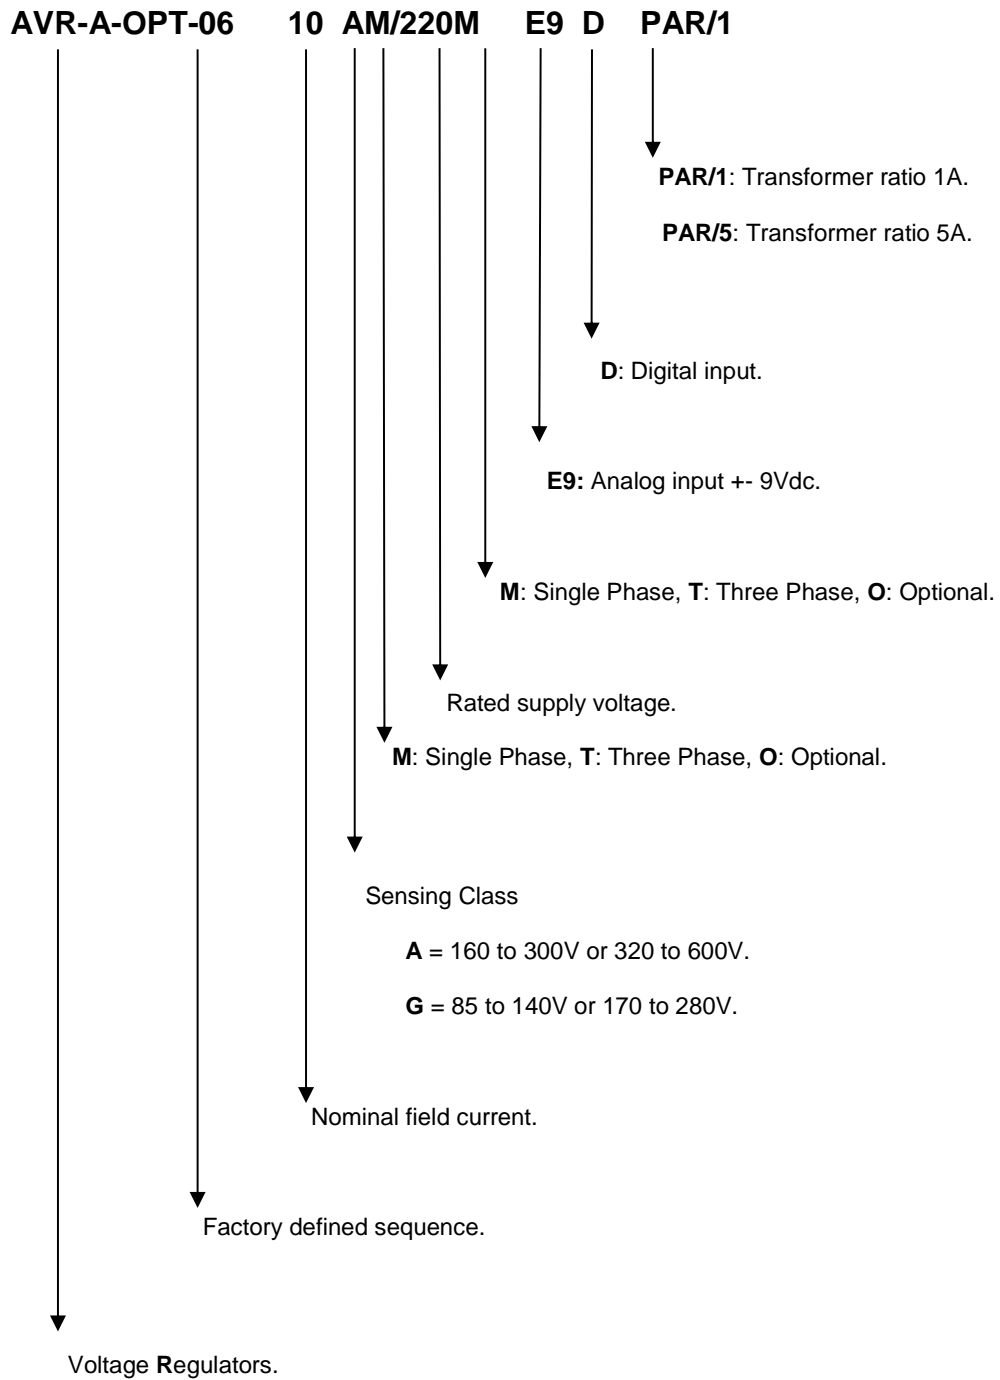 AVR-A-OPT-06 10 AM/220M E9 D PAR/1
PAR/1: Transformer ratio 1A.
PAR/5: Transformer ratio 5A.
D: Digital input.
E9: Analog input +- 9Vdc.
M: Single Phase, T: Three Phase, O: Optional.
Rated supply voltage.
M: Single Phase, T: Three Phase, O: Optional.
Sensing Class
A = 160 to 300V or 320 to 600V.
G = 85 to 140V or 170 to 280V.
Nominal field current.
Factory defined sequence.
Voltage Regulators.